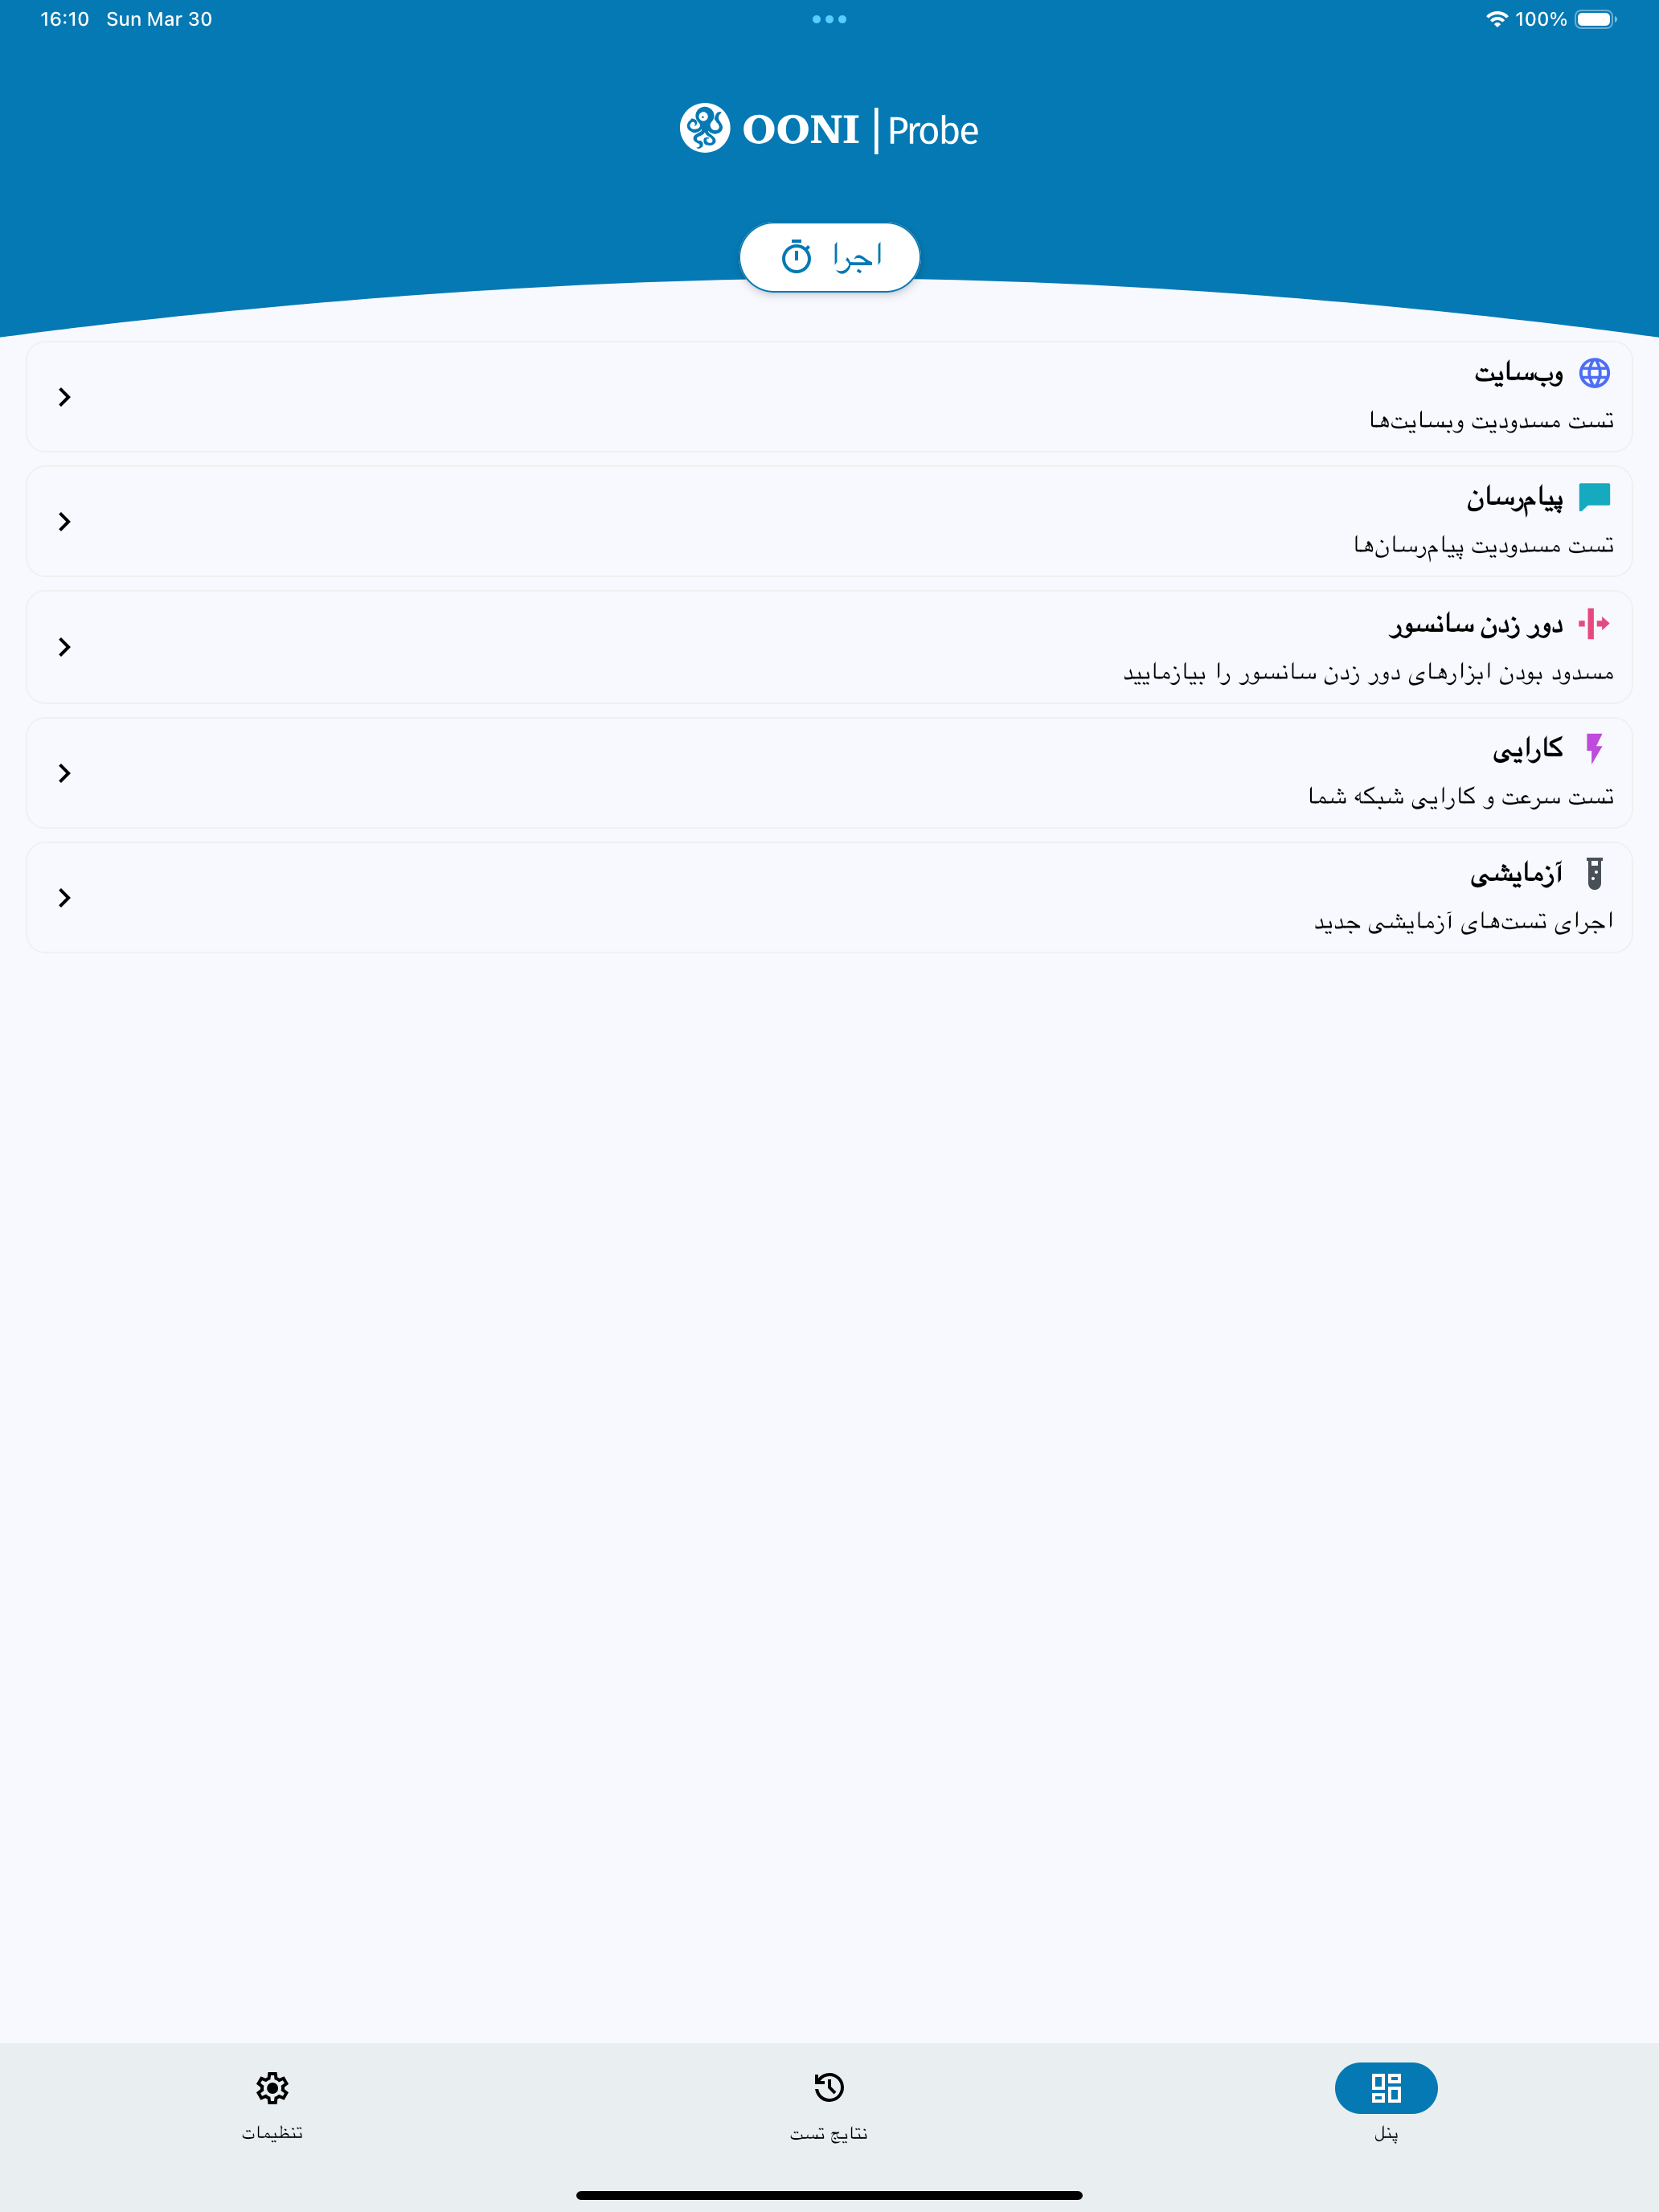 16:10 Sun Mar 30
100%
OONI | Probe
اجرا
وب‌سایت
تست مسدودیت وبسایت‌ها
پیام‌رسان
تست مسدودیت پیام‌رسان‌ها
دور زدن سانسور
مسدود بودن ابزارهای دور زدن سانسور را بیازمایید
کارایی
تست سرعت و کارایی شبکه شما
آزمایشی
اجرای تست‌های آزمایشی جدید
پنل
نتایج تست
تنظیمات